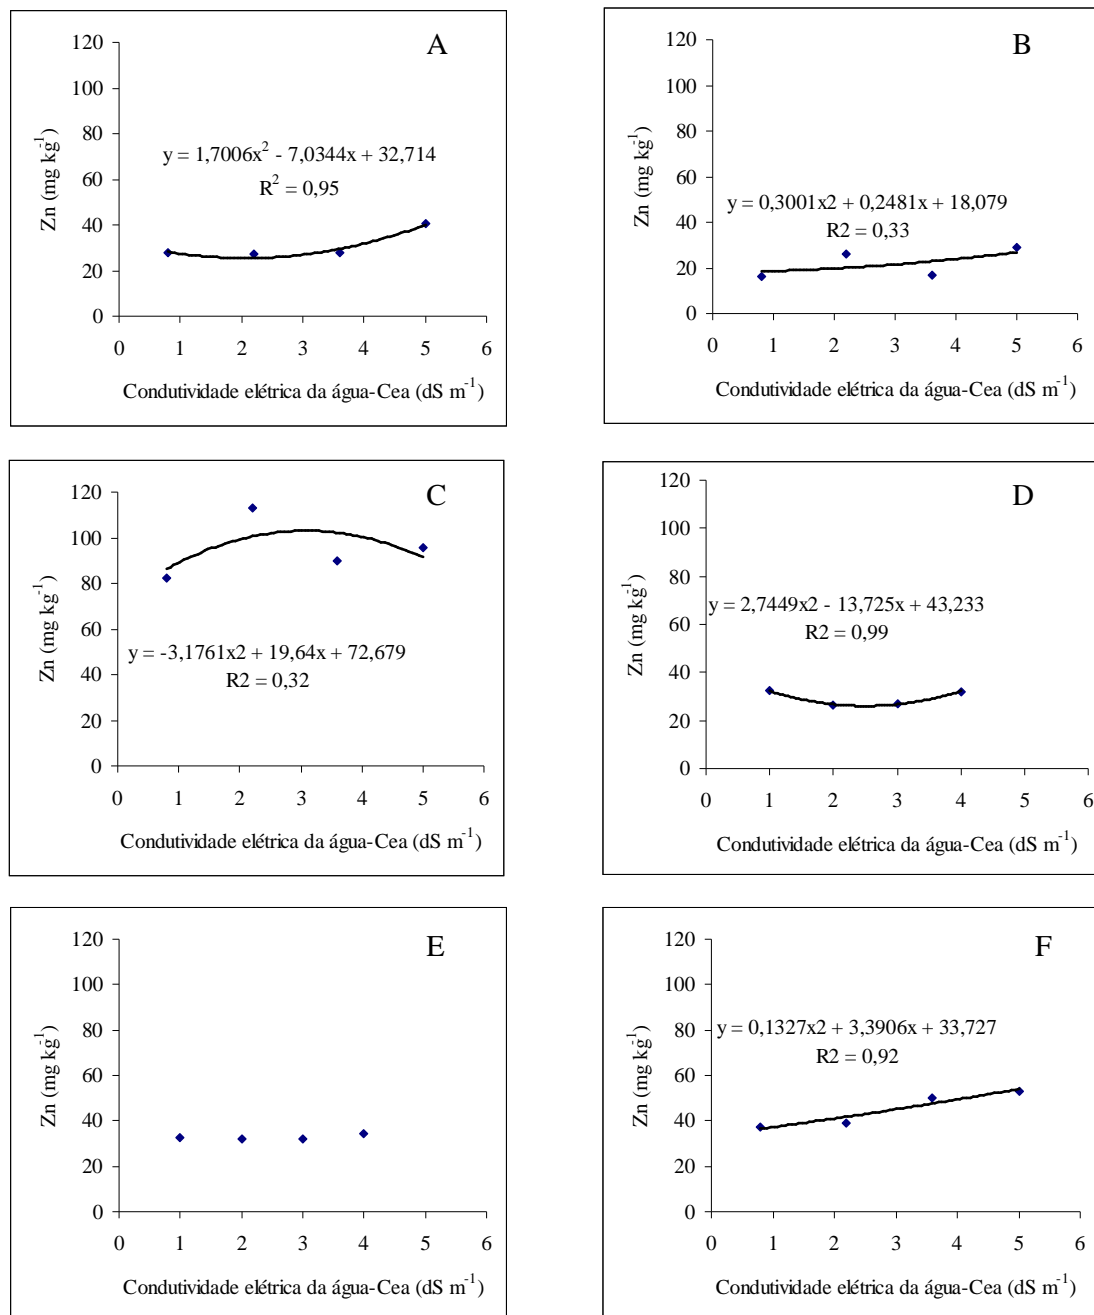 A
120
100
80
60
40
20
0
Zn (mg kg-1)
y = 1,7006x2 - 7,0344x + 32,714
R2 = 0,95
0 1 2 3 4 5 6
Condutividade elétrica da água-Cea (dS m-1)
B
120
100
80
60
40
20
0
Zn (mg kg-1)
y = 0,3001x2 + 0,2481x + 18,079
R2 = 0,33
0 1 2 3 4 5 6
Condutividade elétrica da água-Cea (dS m-1)
C
120
100
80
60
40
20
0
Zn (mg kg-1)
y = -3,1761x2 + 19,64x + 72,679
R2 = 0,32
0 1 2 3 4 5 6
Condutividade elétrica da água-Cea (dS m-1)
D
120
100
80
60
40
20
0
Zn (mg kg-1)
y = 2,7449x2 - 13,725x + 43,233
R2 = 0,99
0 1 2 3 4 5 6
Condutividade elétrica da água-Cea (dS m-1)
E
120
100
80
60
40
20
0
Zn (mg kg-1)
0 1 2 3 4 5 6
Condutividade elétrica da água-Cea (dS m-1)
F
120
100
80
60
40
20
0
Zn (mg kg-1)
y = 0,1327x2 + 3,3906x + 33,727
R2 = 0,92
0 1 2 3 4 5 6
Condutividade elétrica da água-Cea (dS m-1)